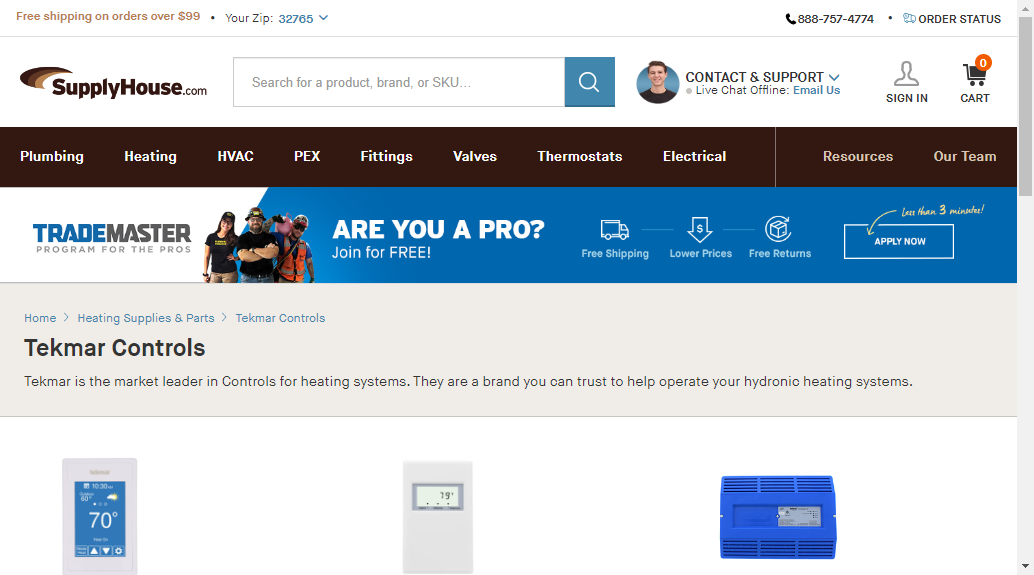 Free shipping on orders over $99 • Your Zip: 32765
888-757-4774 • ORDER STATUS
SupplyHouse.com
Search for a product, brand, or SKU...
CONTACT & SUPPORT
Live Chat Offline: Email Us
SIGN IN
0
CART
Plumbing Heating HVAC PEX Fittings Valves Thermostats Electrical Resources Our Team
TRADEMASTER
PROGRAM FOR THE PROS
ARE YOU A PRO?
Join for FREE!
Free Shipping
$
Lower Prices
Free Returns
Less than 3 minutes!
APPLY NOW
Home > Heating Supplies & Parts > Tekmar Controls
Tekmar Controls
Tekmar is the market leader in Controls for heating systems. They are a brand you can trust to help operate your hydronic heating systems.
tekmar
10:30
Outdoor
60°
70°
79°